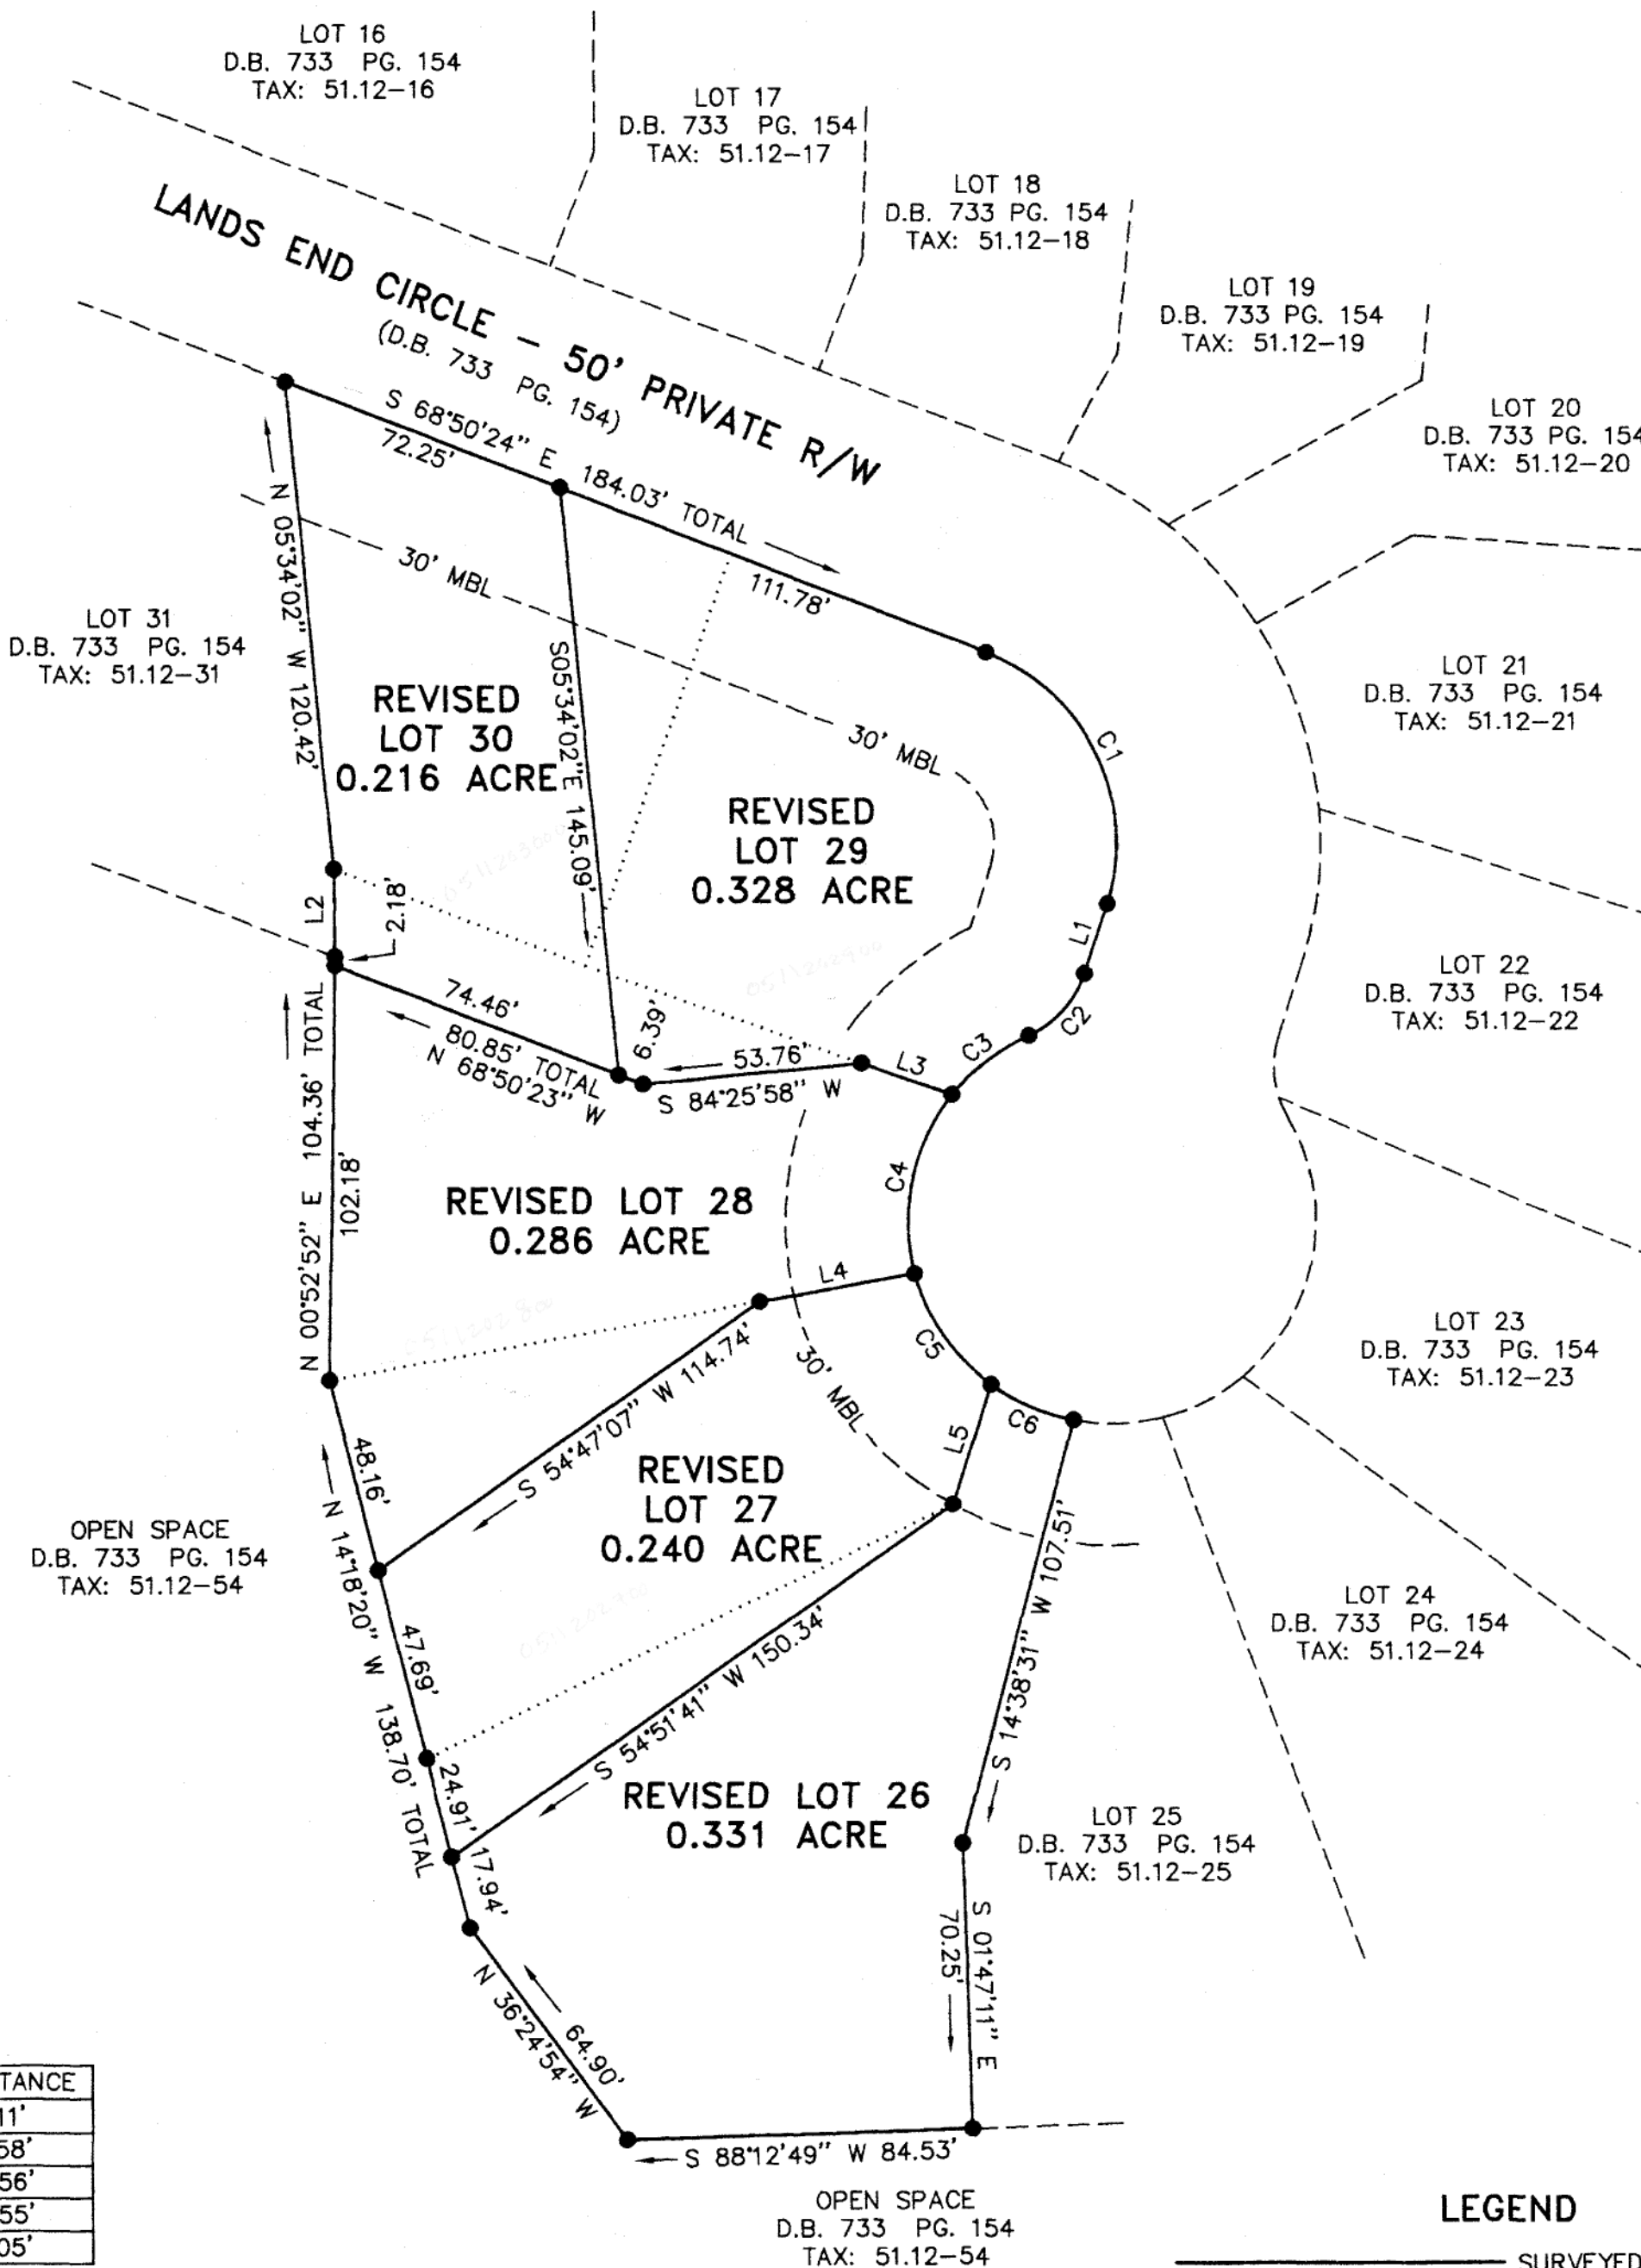 LOT 16
D.B. 733 PG. 154
TAX: 51.12-16
LOT 17
D.B. 733 PG. 154
TAX: 51.12-17
LOT 18
D.B. 733 PG. 154
TAX: 51.12-18
LOT 19
D.B. 733 PG. 154
TAX: 51.12-19
LOT 20
D.B. 733 PG. 154
TAX: 51.12-20
LANDS END CIRCLE - 50' PRIVATE R/W
(D.B. 733 PG. 154)
S 68°50'24" E 184.03' TOTAL
72.25'
111.78'
N 05°34'02" W 120.42'
30' MBL
LOT 31
D.B. 733 PG. 154
TAX: 51.12-31
REVISED
LOT 30
0.216 ACRE
S05°34'02"E 145.09'
30' MBL
C1
REVISED
LOT 29
0.328 ACRE
LOT 21
D.B. 733 PG. 154
TAX: 51.12-21
L1
C2
C3
L3
LOT 22
D.B. 733 PG. 154
TAX: 51.12-22
L2
2.18'
74.46'
80.85' TOTAL
N 68°50'23" W
6.39'
53.76'
S 84°25'58" W
N 00°52'52" E 104.36' TOTAL
102.18'
C4
REVISED LOT 28
0.286 ACRE
L4
C5
C6
L5
30' MBL
LOT 23
D.B. 733 PG. 154
TAX: 51.12-23
S 54°47'07" W 114.74'
48.16'
N 14°18'20" W 138.70' TOTAL
47.69'
REVISED
LOT 27
0.240 ACRE
OPEN SPACE
D.B. 733 PG. 154
TAX: 51.12-54
S 14°38'31" W 107.51'
LOT 24
D.B. 733 PG. 154
TAX: 51.12-24
S 54°51'41" W 150.34'
24.91'
17.94'
REVISED LOT 26
0.331 ACRE
LOT 25
D.B. 733 PG. 154
TAX: 51.12-25
S 01°47'11" E
70.25'
N 36°24'54" W
64.90'
S 88°12'49" W 84.53'
OPEN SPACE
D.B. 733 PG. 154
TAX: 51.12-54
TANCE
11'
58'
56'
55'
05'
LEGEND
SURVEYED